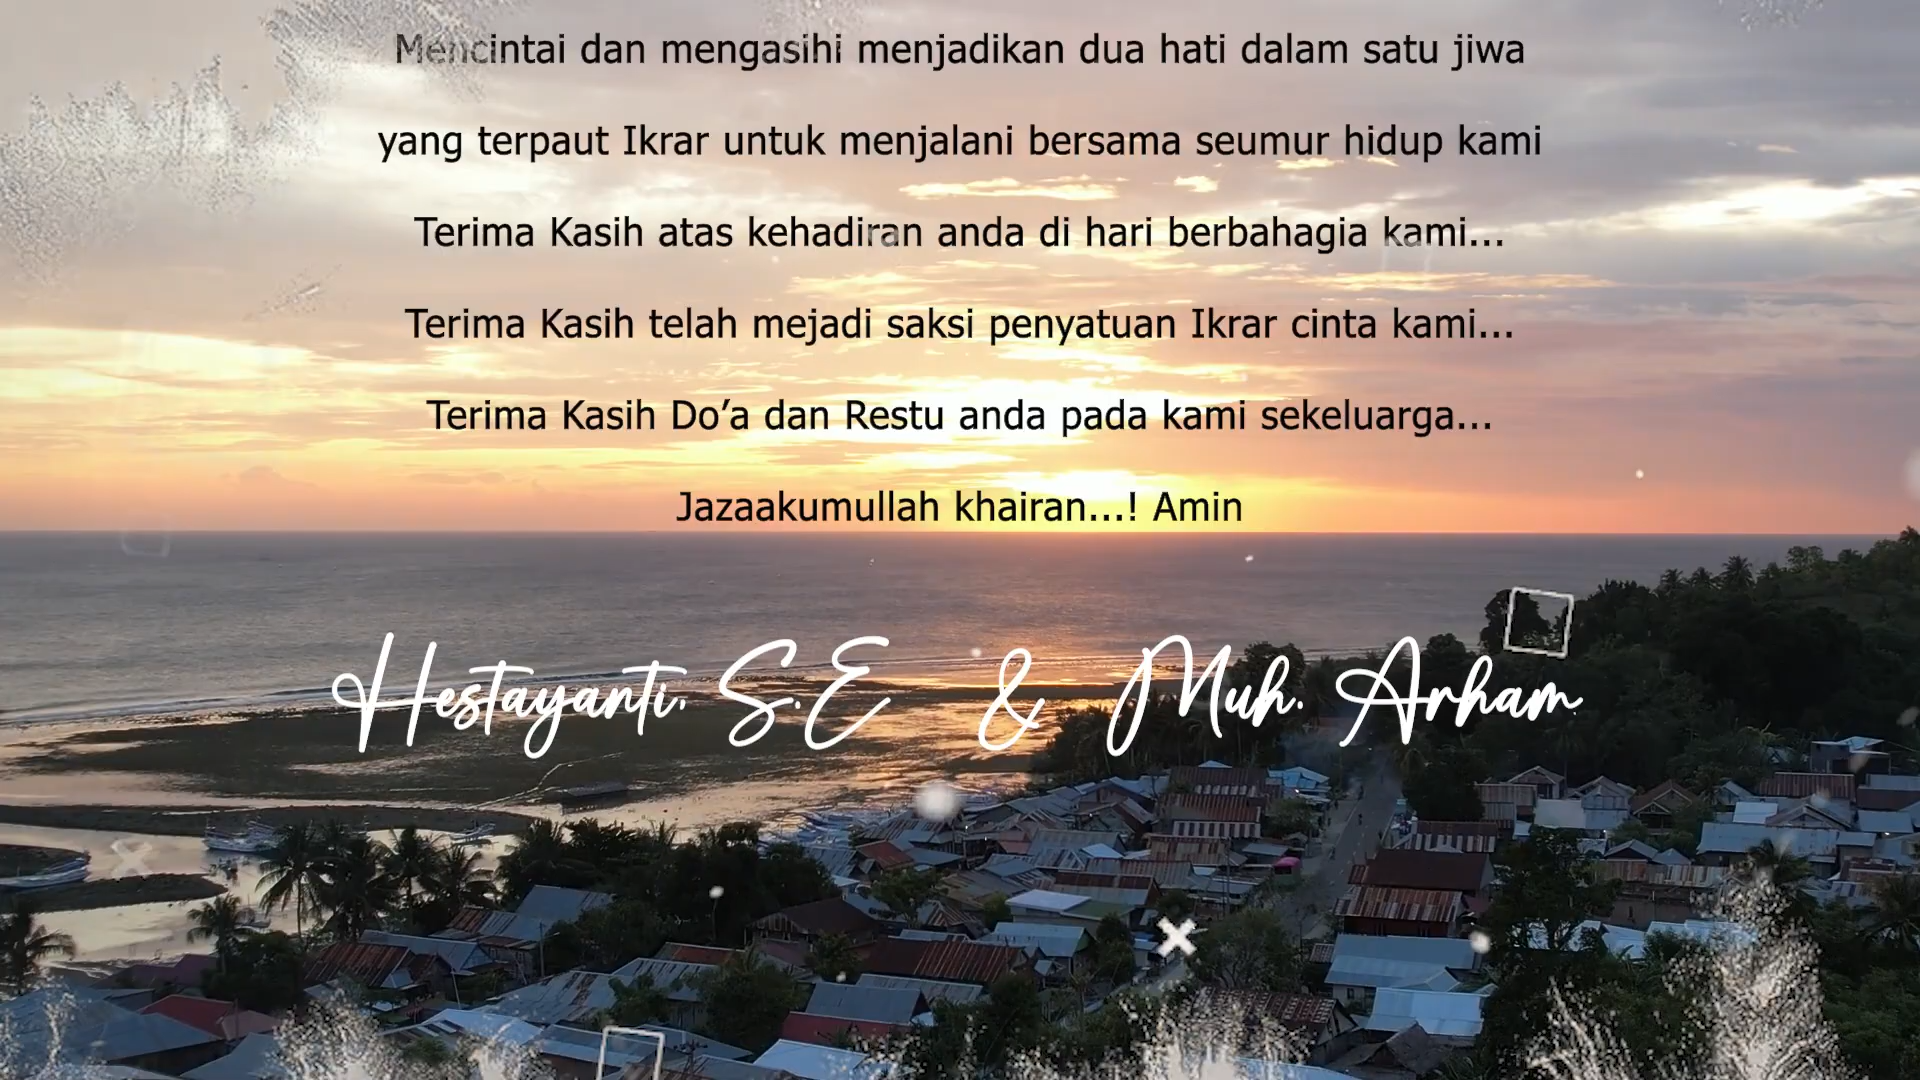 Mencintai dan mengasihi menjadikan dua hati dalam satu jiwa
yang terpaut Ikrar untuk menjalani bersama seumur hidup kami
Terima Kasih atas kehadiran anda di hari berbahagia kami...
Terima Kasih telah mejadi saksi penyatuan Ikrar cinta kami...
Terima Kasih Do’a dan Restu anda pada kami sekeluarga...
Jazaakumullah khairan...! Amin
Hestayanti, S.E & Muh. Arham.